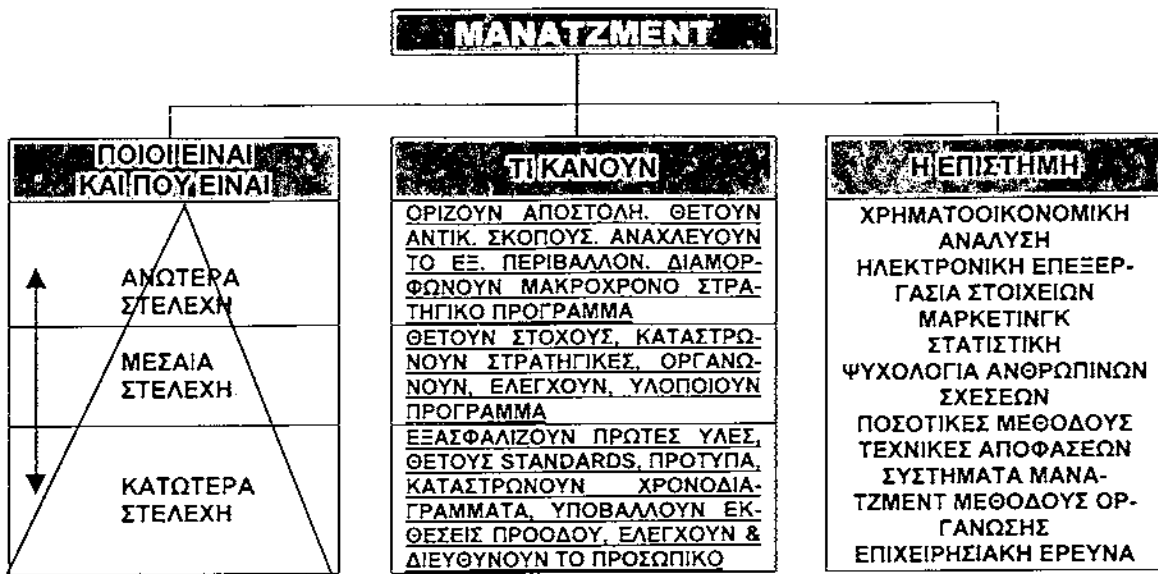 ΜΑΝΑΤΖΜΕΝΤ
ΠΟΙΟΙ ΕΙΝΑΙ
ΚΑΙ ΠΟΥ ΕΙΝΑΙ
ΑΝΩΤΕΡΑ
ΣΤΕΛΕΧΗ
ΜΕΣΑΙΑ
ΣΤΕΛΕΧΗ
ΚΑΤΩΤΕΡΑ
ΣΤΕΛΕΧΗ
ΤΙ ΚΑΝΟΥΝ
ΟΡΙΖΟΥΝ ΑΠΟΣΤΟΛΗ. ΘΕΤΟΥΝ
ΑΝΤΙΚ. ΣΚΟΠΟΥΣ. ΑΝΑΧΛΕΥΟΥΝ
ΤΟ ΕΞ. ΠΕΡΙΒΑΛΛΟΝ. ΔΙΑΜΟΡ-
ΦΩΝΟΥΝ ΜΑΚΡΟΧΡΟΝΟ ΣΤΡΑ-
ΤΗΓΙΚΟ ΠΡΟΓΡΑΜΜΑ
ΘΕΤΟΥΝ ΣΤΟΧΟΥΣ, ΚΑΤΑΣΤΡΩ-
ΝΟΥΝ ΣΤΡΑΤΗΓΙΚΕΣ, ΟΡΓΑΝΩ-
ΝΟΥΝ, ΕΛΕΓΧΟΥΝ, ΥΛΟΠΟΙΟΥΝ
ΠΡΟΓΡΑΜΜΑ
ΕΞΑΣΦΑΛΙΖΟΥΝ ΠΡΩΤΕΣ ΥΛΕΣ,
ΘΕΤΟΥΣ STANDARDS, ΠΡΟΤΥΠΑ,
ΚΑΤΑΣΤΡΩΝΟΥΝ ΧΡΟΝΟΔΙΑ-
ΓΡΑΜΜΑΤΑ, ΥΠΟΒΑΛΛΟΥΝ ΕΚ-
ΘΕΣΕΙΣ ΠΡΟΟΔΟΥ, ΕΛΕΓΧΟΥΝ &
ΔΙΕΥΘΥΝΟΥΝ ΤΟ ΠΡΟΣΩΠΙΚΟ
Η ΕΠΙΣΤΗΜΗ
ΧΡΗΜΑΤΟΟΙΚΟΝΟΜΙΚΗ
ΑΝΑΛΥΣΗ
ΗΛΕΚΤΡΟΝΙΚΗ ΕΠΕΞΕΡ-
ΓΑΣΙΑ ΣΤΟΙΧΕΙΩΝ
ΜΑΡΚΕΤΙΝΓΚ
ΣΤΑΤΙΣΤΙΚΗ
ΨΥΧΟΛΟΓΙΑ ΑΝΘΡΩΠΙΝΩΝ
ΣΧΕΣΕΩΝ
ΠΟΣΟΤΙΚΕΣ ΜΕΘΟΔΟΥΣ
ΤΕΧΝΙΚΕΣ ΑΠΟΦΑΣΕΩΝ
ΣΥΣΤΗΜΑΤΑ ΜΑΝΑ-
ΤΖΜΕΝΤ ΜΕΘΟΔΟΥΣ ΟΡ-
ΓΑΝΩΣΗΣ
ΕΠΙΧΕΙΡΗΣΙΑΚΗ ΕΡΕΥΝΑ